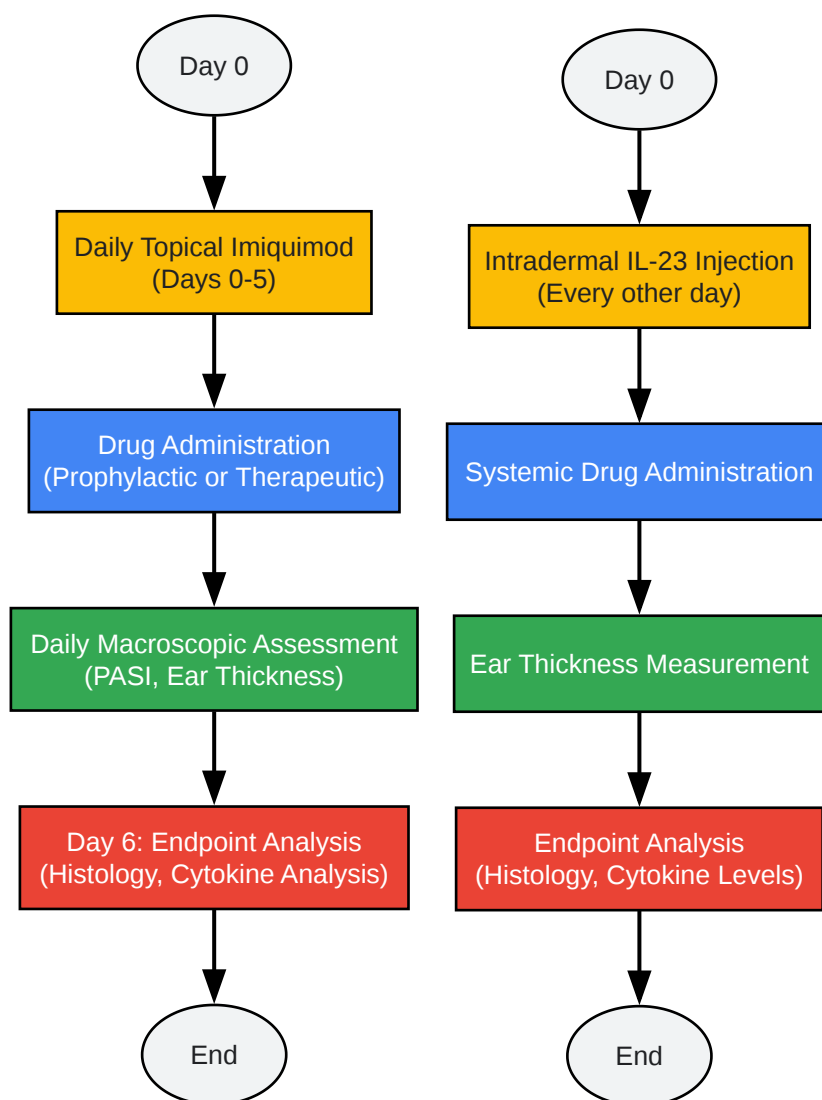 Day 0
Daily Topical Imiquimod
(Days 0-5)
Drug Administration
(Prophylactic or Therapeutic)
Daily Macroscopic Assessment
(PASI, Ear Thickness)
Day 6: Endpoint Analysis
(Histology, Cytokine Analysis)
End
Day 0
Intradermal IL-23 Injection
(Every other day)
Systemic Drug Administration
Ear Thickness Measurement
Endpoint Analysis
(Histology, Cytokine Levels)
End